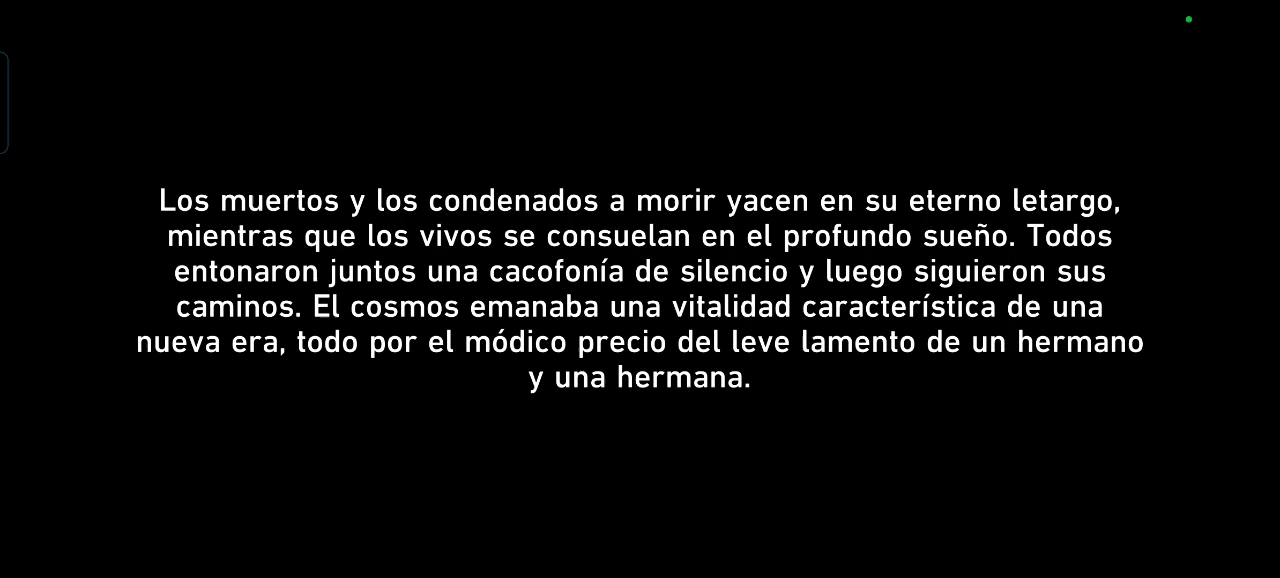 Los muertos y los condenados a morir yacen en su eterno letargo,
mientras que los vivos se consuelan en el profundo sueño. Todos
entonaron juntos una cacofonía de silencio y luego siguieron sus
caminos. El cosmos emanaba una vitalidad característica de una
nueva era, todo por el módico precio del leve lamento de un hermano
y una hermana.